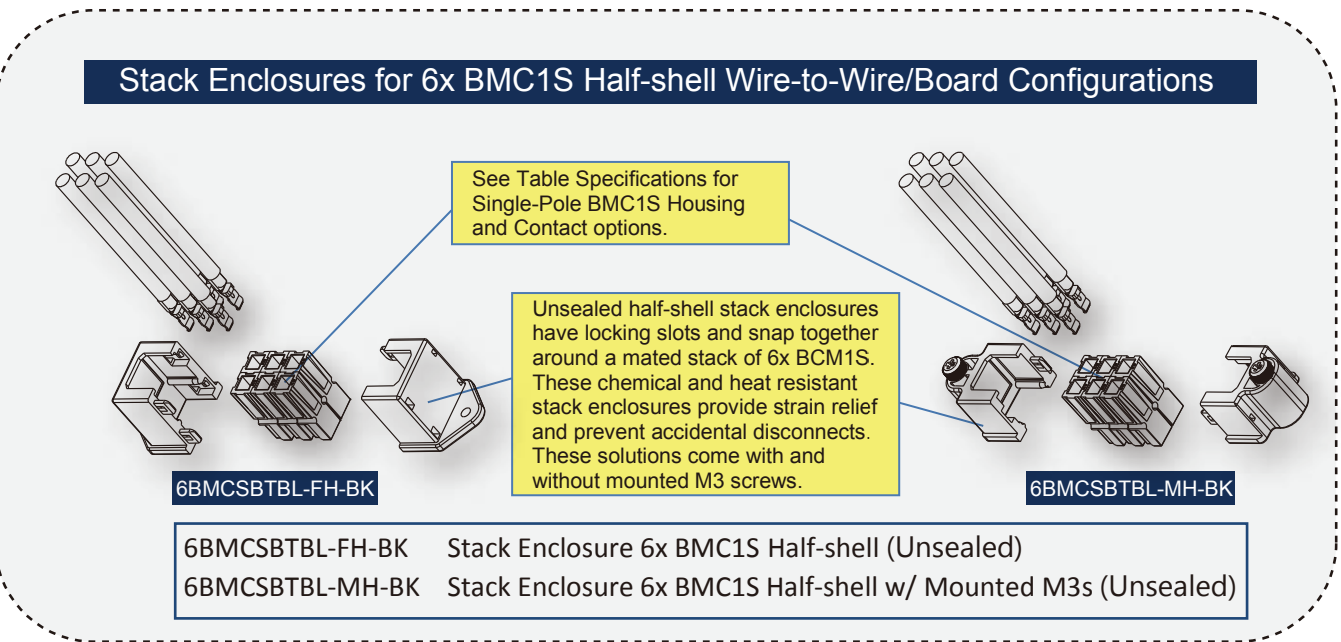 Stack Enclosures for 6x BMC1S Half-shell Wire-to-Wire/Board Configurations
See Table Specifications for
Single-Pole BMC1S Housing
and Contact options.
Unsealed half-shell stack enclosures
have locking slots and snap together
around a mated stack of 6x BCM1S.
These chemical and heat resistant
stack enclosures provide strain relief
and prevent accidental disconnects.
These solutions come with and
without mounted M3 screws.
6BMCSBTBL-FH-BK
6BMCSBTBL-MH-BK
6BMCSBTBL-FH-BK Stack Enclosure 6x BMC1S Half-shell (Unsealed)
6BMCSBTBL-MH-BK Stack Enclosure 6x BMC1S Half-shell w/ Mounted M3s (Unsealed)